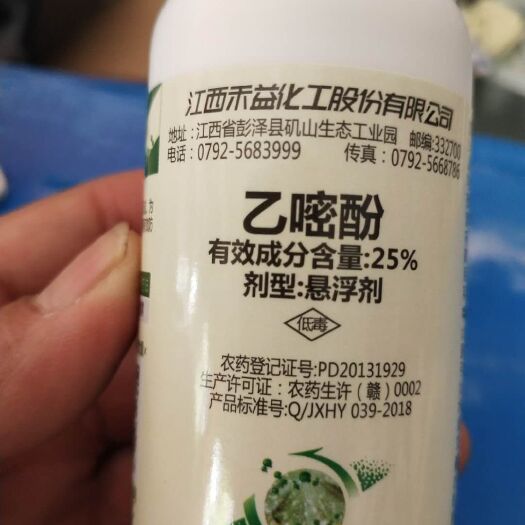 江西禾益化工股份有限公司
地址:江西省彭泽县矶山生态工业园 邮编:332700
电话:0792-5683999 传真:0792-5668786
乙嘧酚
有效成分含量:25%
剂型:悬浮剂
低毒
农药登记证号:PD20131929
生产许可证:农药生许(赣)0002
产品标准号:Q/JXHY 039-2018